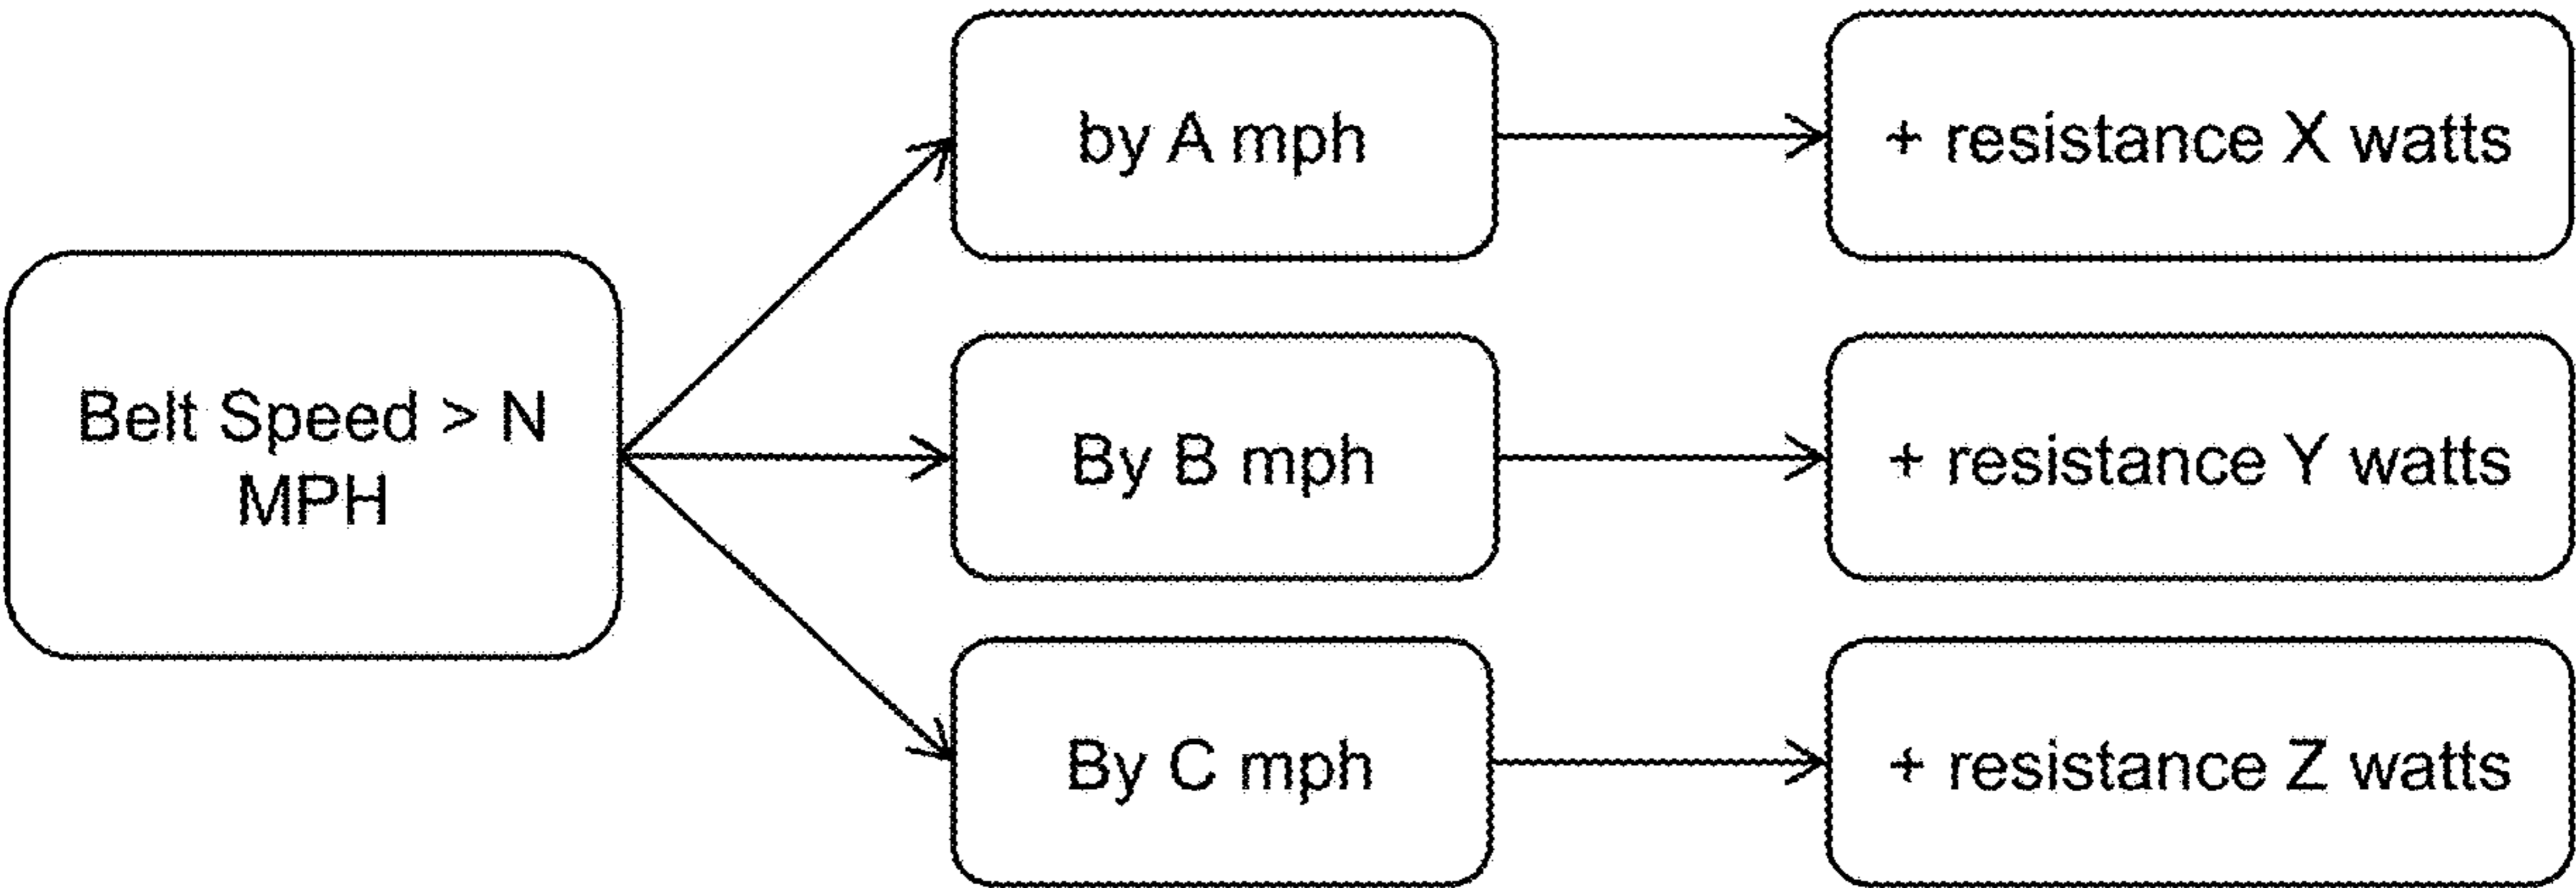 by A mph
+ resistance X watts
Belt Speed > N
MPH
By B mph
+ resistance Y watts
By C mph
+ resistance Z watts